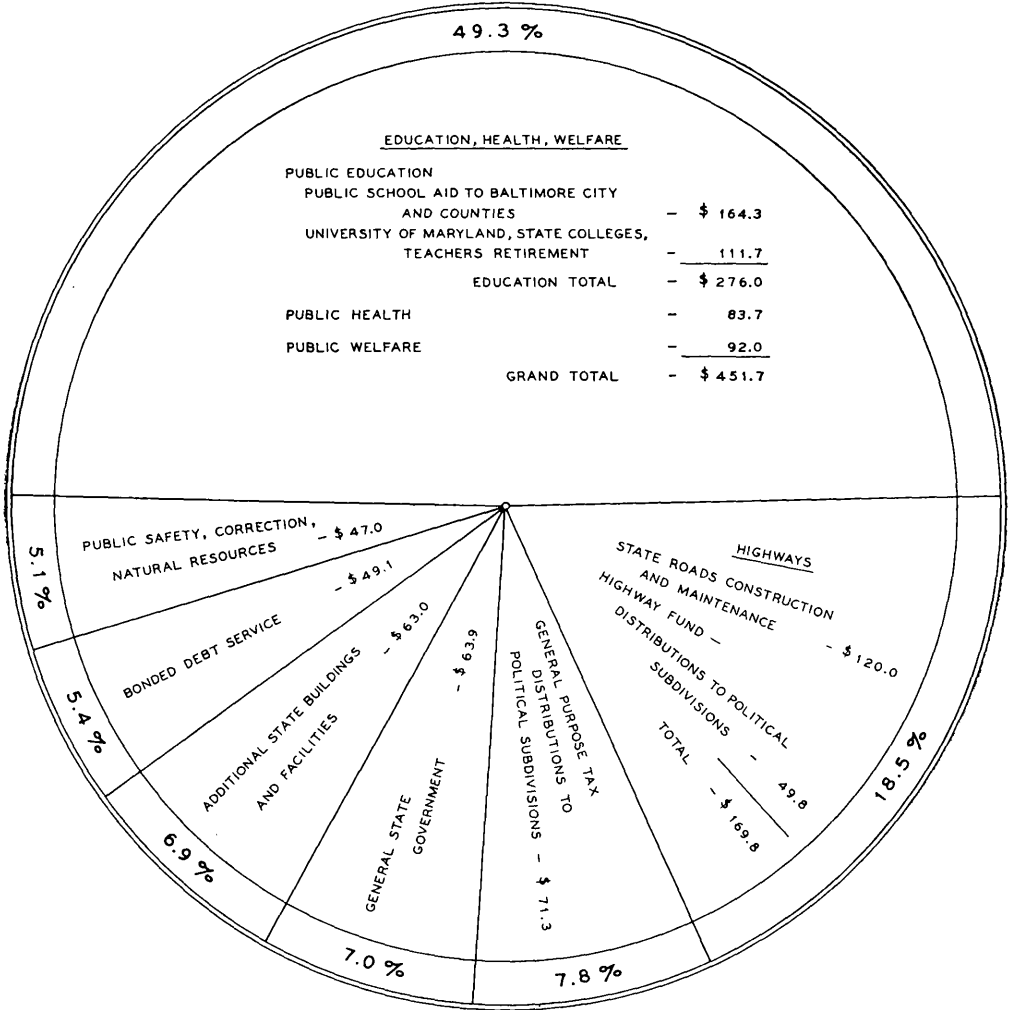 49.3 %
EDUCATION, HEALTH, WELFARE
PUBLIC EDUCATION
PUBLIC SCHOOL AID TO BALTIMORE CITY
AND COUNTIES - $ 164.3
UNIVERSITY OF MARYLAND, STATE COLLEGES,
TEACHERS RETIREMENT - 111.7
EDUCATION TOTAL - $ 276.0
PUBLIC HEALTH - 83.7
PUBLIC WELFARE - 92.0
GRAND TOTAL - $ 451.7
HIGHWAYS
STATE ROADS CONSTRUCTION
AND MAINTENANCE - $ 120.0
HIGHWAY FUND —
DISTRIBUTIONS TO POLITICAL
SUBDIVISIONS - 49.8
TOTAL - $ 169.8
18.5 %
GENERAL PURPOSE TAX
DISTRIBUTIONS TO
POLITICAL SUBDIVISIONS - $ 71.3
7.8 %
GENERAL STATE
GOVERNMENT - $ 63.9
7.0 %
ADDITIONAL STATE BUILDINGS
AND FACILITIES - $ 63.0
6.9 %
BONDED DEBT SERVICE - $ 49.1
5.4 %
PUBLIC SAFETY, CORRECTION,
NATURAL RESOURCES - $ 47.0
5.1 %